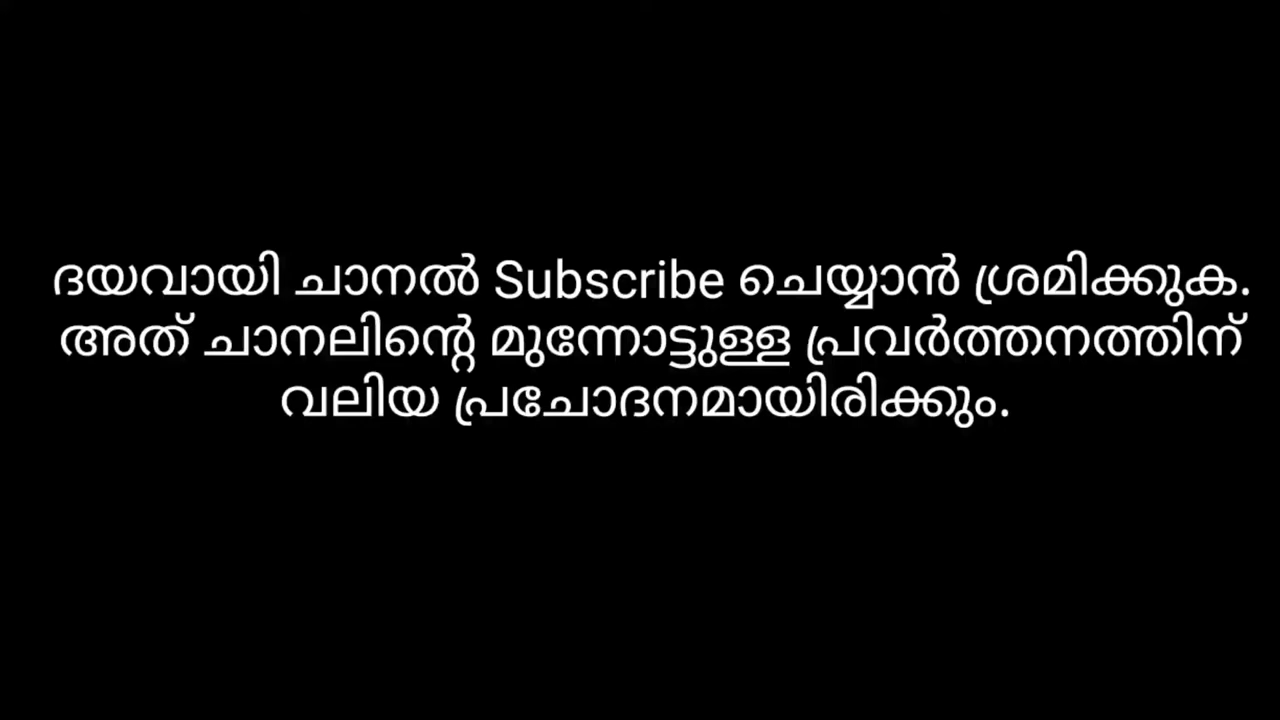 ദയവായി ചാനൽ Subscribe ചെയ്യാൻ ശ്രമിക്കുക.
അത് ചാനലിന്റെ മുന്നോട്ടുള്ള പ്രവർത്തനത്തിന്
വലിയ പ്രചോദനമായിരിക്കും.